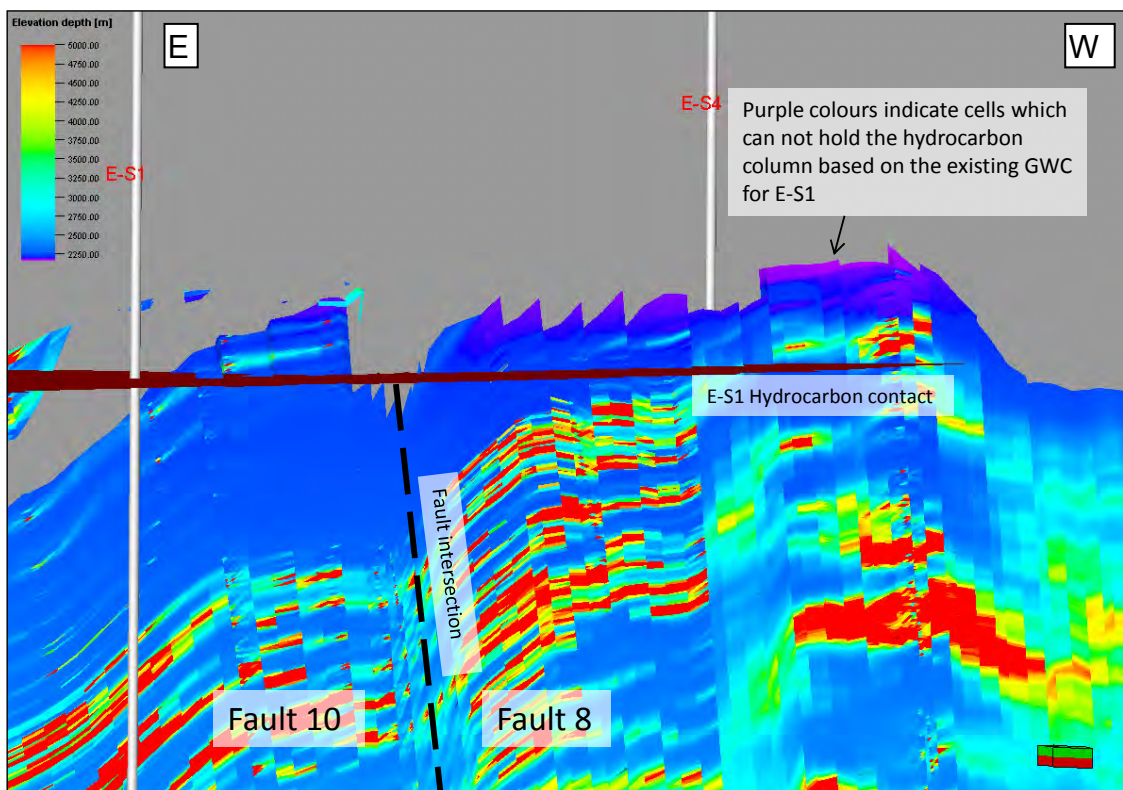 Elevation depth [m]
5000.00
4750.00
4500.00
4250.00
4000.00
3750.00
3500.00
3250.00
3000.00
2750.00
2500.00
2250.00
E
W
E-S1
E-S4
Purple colours indicate cells which
can not hold the hydrocarbon
column based on the existing GWC
for E-S1
E-S1 Hydrocarbon contact
Fault intersection
Fault 10
Fault 8